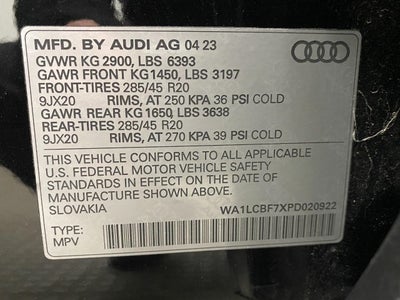 MFD. BY AUDI AG 04 23
GVWR KG 2900, LBS 6393
GAWR FRONT KG1450, LBS 3197
FRONT-TIRES 285/45 R20
9JX20 RIMS, AT 250 KPA 36 PSI COLD
GAWR REAR KG 1650, LBS 3638
REAR-TIRES 285/45 R20
9JX20 RIMS, AT 270 KPA 39 PSI COLD
THIS VEHICLE CONFORMS TO ALL APPLICABLE
U.S. FEDERAL MOTOR VEHICLE SAFETY
STANDARDS IN EFFECT ON THE DATE OF
MANUFACTURE SHOWN ABOVE.
SLOVAKIA WA1LCBF7XPD020922
TYPE:
MPV